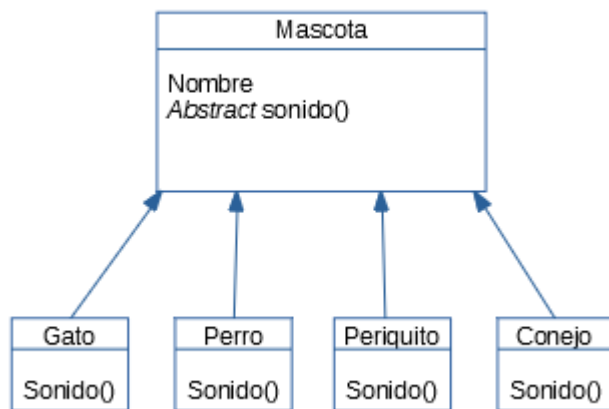 Mascota
Nombre
Abstract sonido()
Gato
Perro
Periquito
Conejo
Sonido()
Sonido()
Sonido()
Sonido()